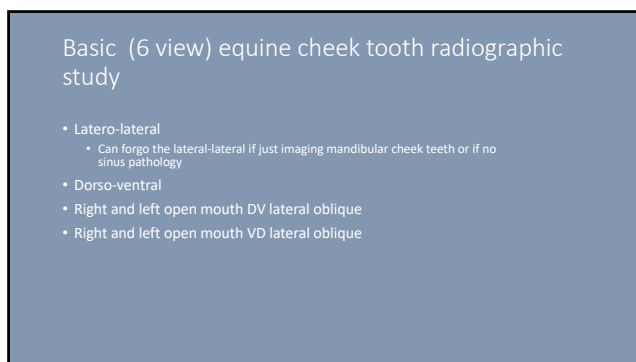 Basic (6 view) equine cheek tooth radiographic
study
• Latero-lateral
• Can forgo the lateral-lateral if just imaging mandibular cheek teeth or if no
sinus pathology
• Dorso-ventral
• Right and left open mouth DV lateral oblique
• Right and left open mouth VD lateral oblique